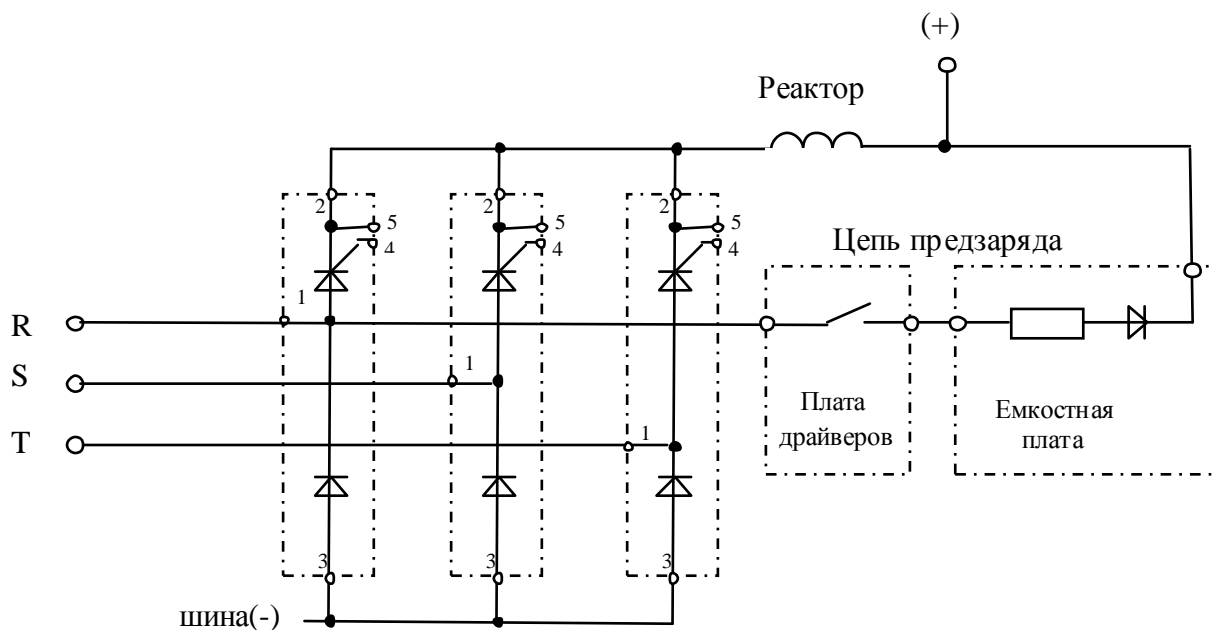 (+)
Реактор
2 2 2
5 5 5
4 4 4
Цепь предзаряда
1
R
1
S
Плата
драйверов
Емкостная
плата
1
T
3 3 3
шина(-)